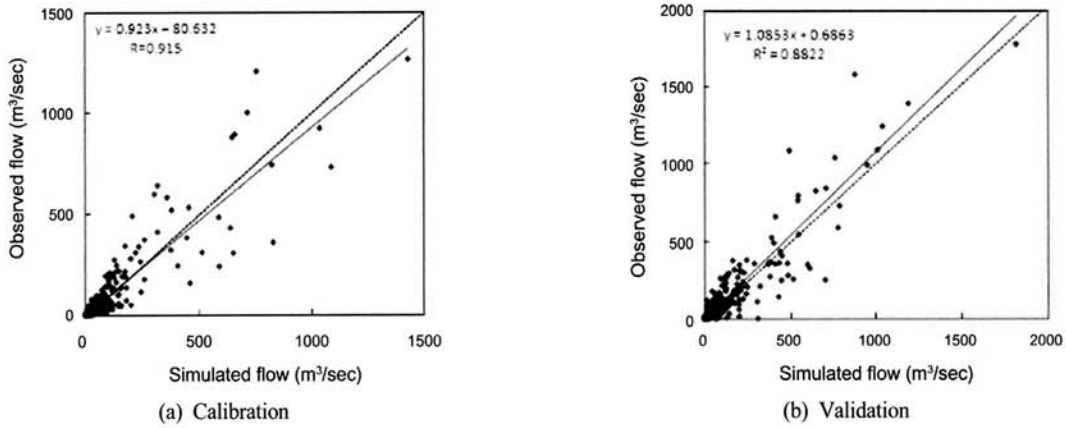 1500
y = 0.923x − 80.632
R=0.915
1000
500
0
Observed flow (m³/sec)
0 500 1000 1500
Simulated flow (m³/sec)
(a) Calibration
2000
y = 1.0853x + 0.6863
R² = 0.8822
1500
1000
500
0
Observed flow (m³/sec)
0 500 1000 1500 2000
Simulated flow (m³/sec)
(b) Validation